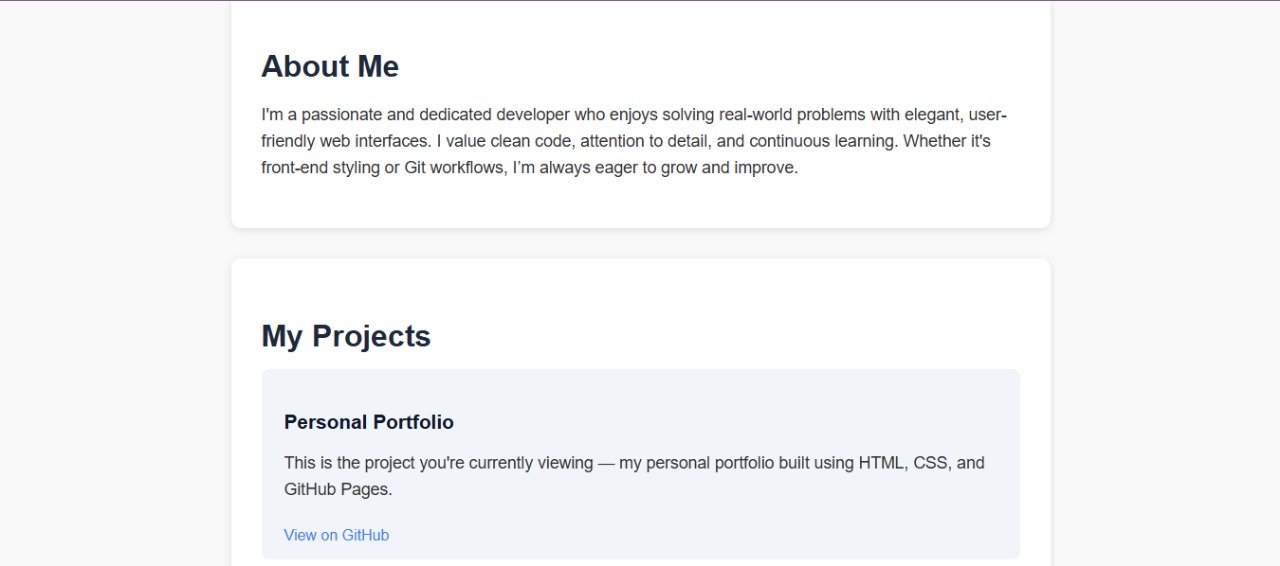 About Me
I'm a passionate and dedicated developer who enjoys solving real-world problems with elegant, user-
friendly web interfaces. I value clean code, attention to detail, and continuous learning. Whether it's
front-end styling or Git workflows, I’m always eager to grow and improve.
My Projects
Personal Portfolio
This is the project you're currently viewing — my personal portfolio built using HTML, CSS, and
GitHub Pages.
View on GitHub